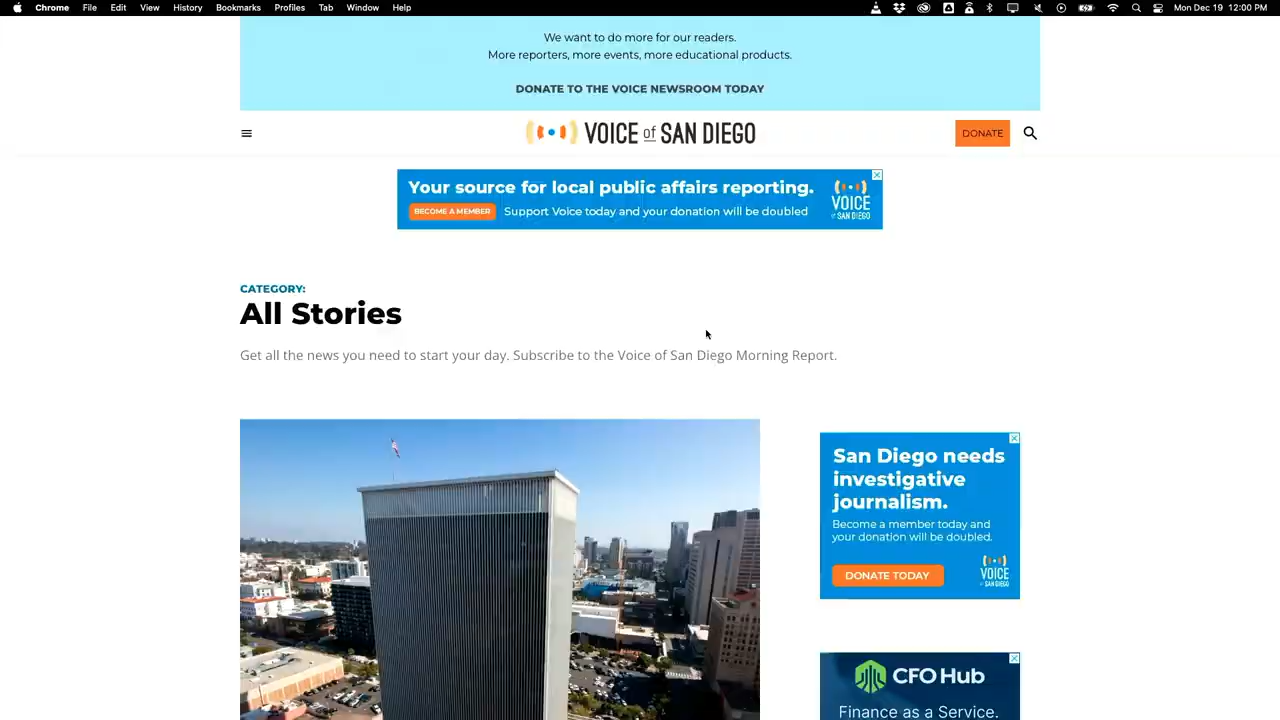 Chrome File Edit View History Bookmarks Profiles Tab Window Help Mon Dec 19 12:00 PM
We want to do more for our readers.
More reporters, more events, more educational products.
DONATE TO THE VOICE NEWSROOM TODAY
VOICE of SAN DIEGO
DONATE
Your source for local public affairs reporting.
BECOME A MEMBER
Support Voice today and your donation will be doubled
VOICE
of SAN DIEGO
CATEGORY:
All Stories
Get all the news you need to start your day. Subscribe to the Voice of San Diego Morning Report.
San Diego needs
investigative
journalism.
Become a member today and
your donation will be doubled.
DONATE TODAY
VOICE
of SAN DIEGO
CFO Hub
Finance as a Service.